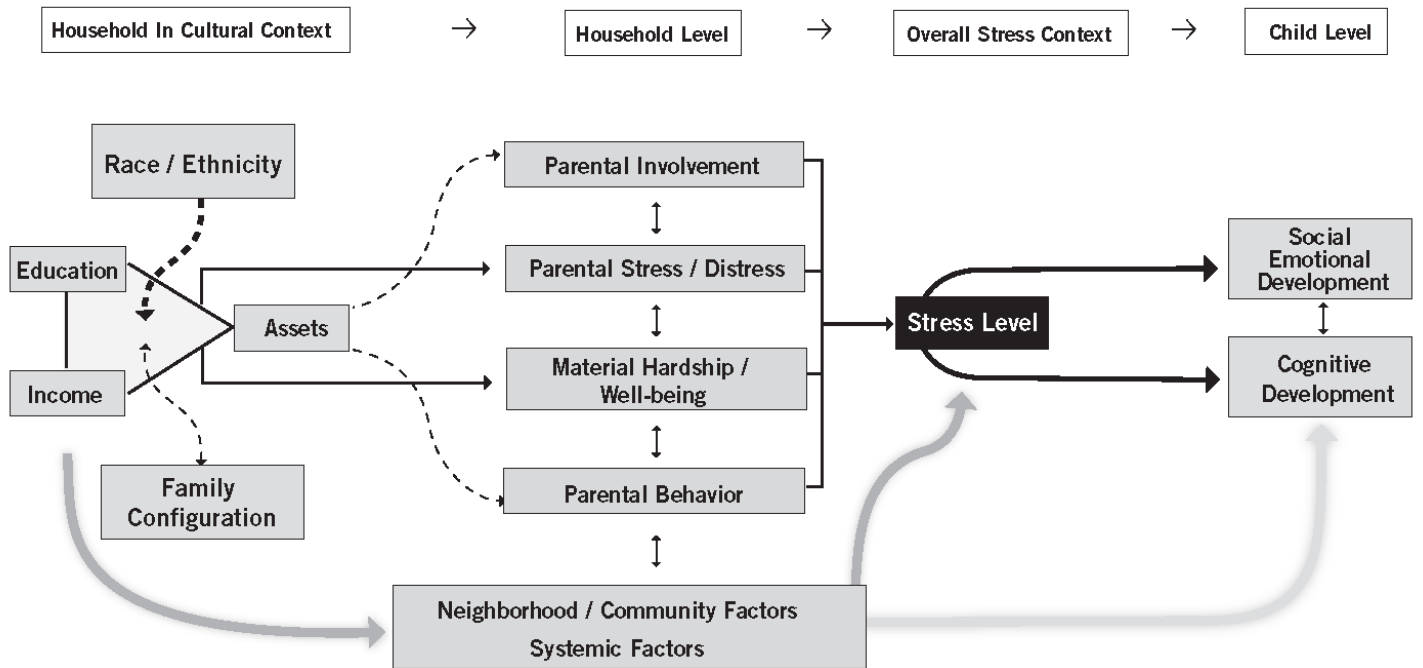 Household In Cultural Context → Household Level → Overall Stress Context → Child Level
Race / Ethnicity
Education
Income
Assets
Family
Configuration
Parental Involvement
Parental Stress / Distress
Material Hardship /
Well-being
Parental Behavior
Neighborhood / Community Factors
Systemic Factors
Stress Level
Social
Emotional
Development
Cognitive
Development